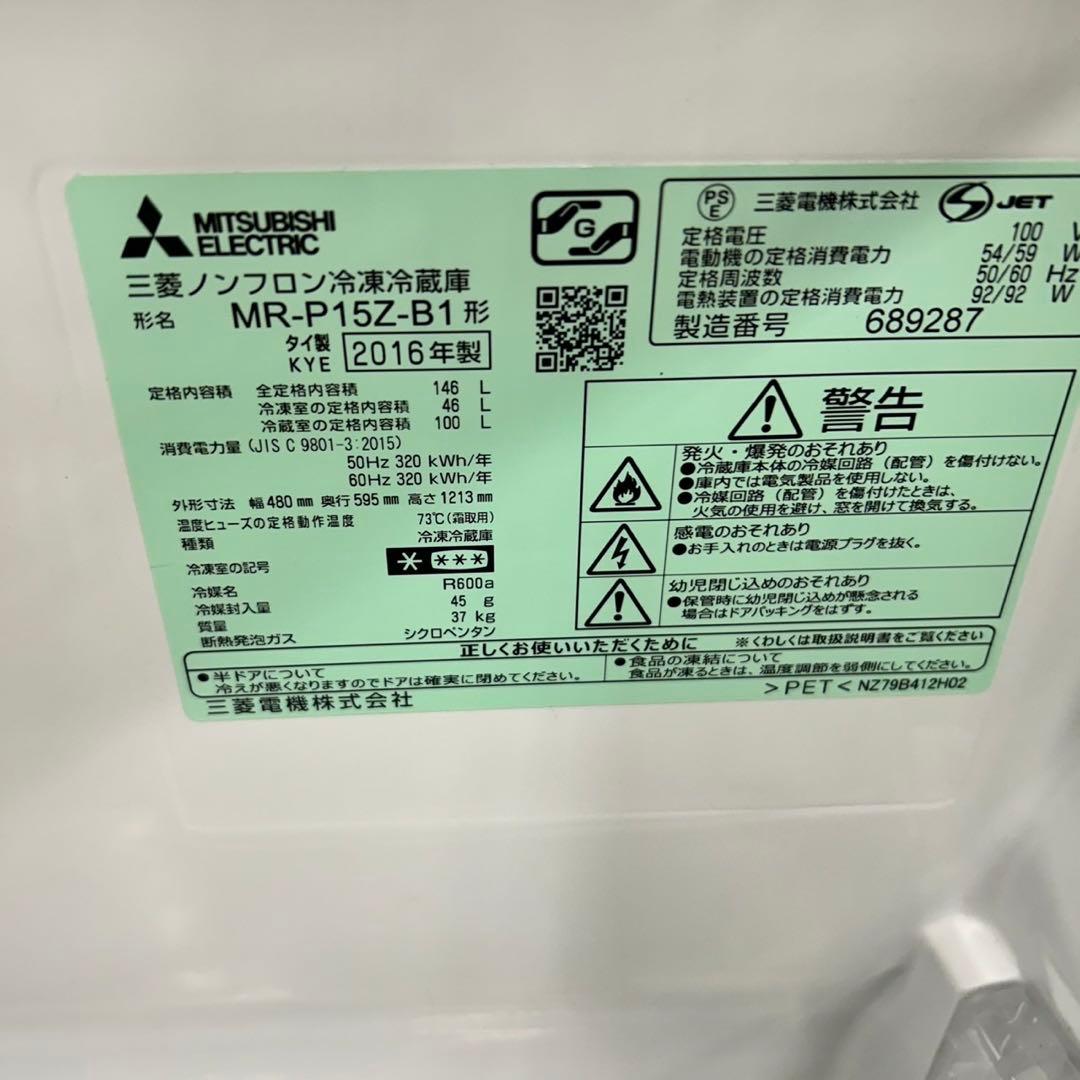 MITSUBISHI
ELECTRIC
三菱ノンフロン冷凍冷蔵庫
形名 MR-P15Z-B1形
タイ製
KYE 2016年製
定格内容積 全定格内容積 146 L
冷凍室の定格内容積 46 L
冷蔵室の定格内容積 100 L
消費電力量 (JIS C 9801-3:2015)
50Hz 320 kWh/年
60Hz 320 kWh/年
外形寸法 幅480mm 奥行595mm 高さ1213mm
温度ヒューズの定格動作温度 73℃(霜取用)
種類 冷凍冷蔵庫
冷凍室の記号 * ***
冷媒名 R600a
冷媒封入量 45 g
質量 37 kg
断熱発泡ガス シクロペンタン
G
PS
E 三菱電機株式会社 JET
定格電圧 100 V
電動機の定格消費電力 54/59 W
定格周波数 50/60 Hz
電熱装置の定格消費電力 92/92 W
製造番号 689287
警告
発火・爆発のおそれあり
●冷蔵庫本体の冷媒回路(配管)を傷付けない。
●庫内では電気製品を使用しない。
●冷媒回路(配管)を傷付けたときは、
火気の使用を避け、窓を開けて換気する。
感電のおそれあり
●お手入れのときは電源プラグを抜く。
幼児閉じ込めのおそれあり
●保管時に幼児閉じ込めが懸念される
場合はドアパッキングをはずす。
正しくお使いいただくために ※くわしくは取扱説明書をご覧ください
●半ドアについて
冷えが悪くなりますのでドアは確実に閉めてください。
●食品の凍結について
食品が凍るときは、温度調節を弱側にしてください。
三菱電機株式会社
>PET< NZ79B412H02